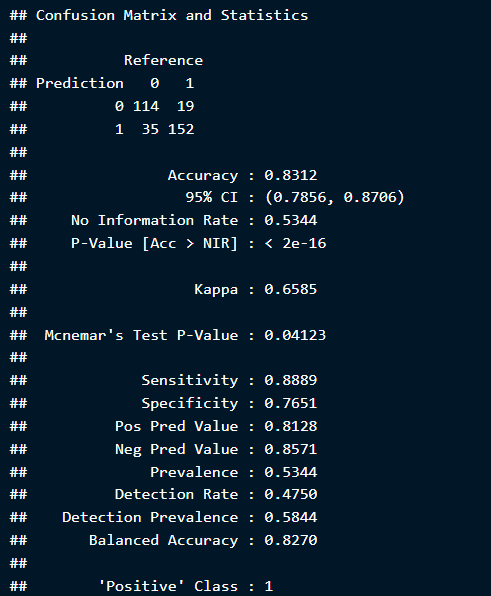 ## Confusion Matrix and Statistics
##
##           Reference
## Prediction   0   1
##          0 114  19
##          1  35 152
##
##                Accuracy : 0.8312
##                  95% CI : (0.7856, 0.8706)
##     No Information Rate : 0.5344
##     P-Value [Acc > NIR] : < 2e-16
##
##                   Kappa : 0.6585
##
##  Mcnemar's Test P-Value : 0.04123
##
##             Sensitivity : 0.8889
##             Specificity : 0.7651
##          Pos Pred Value : 0.8128
##          Neg Pred Value : 0.8571
##              Prevalence : 0.5344
##          Detection Rate : 0.4750
##    Detection Prevalence : 0.5844
##       Balanced Accuracy : 0.8270
##
##        'Positive' Class : 1